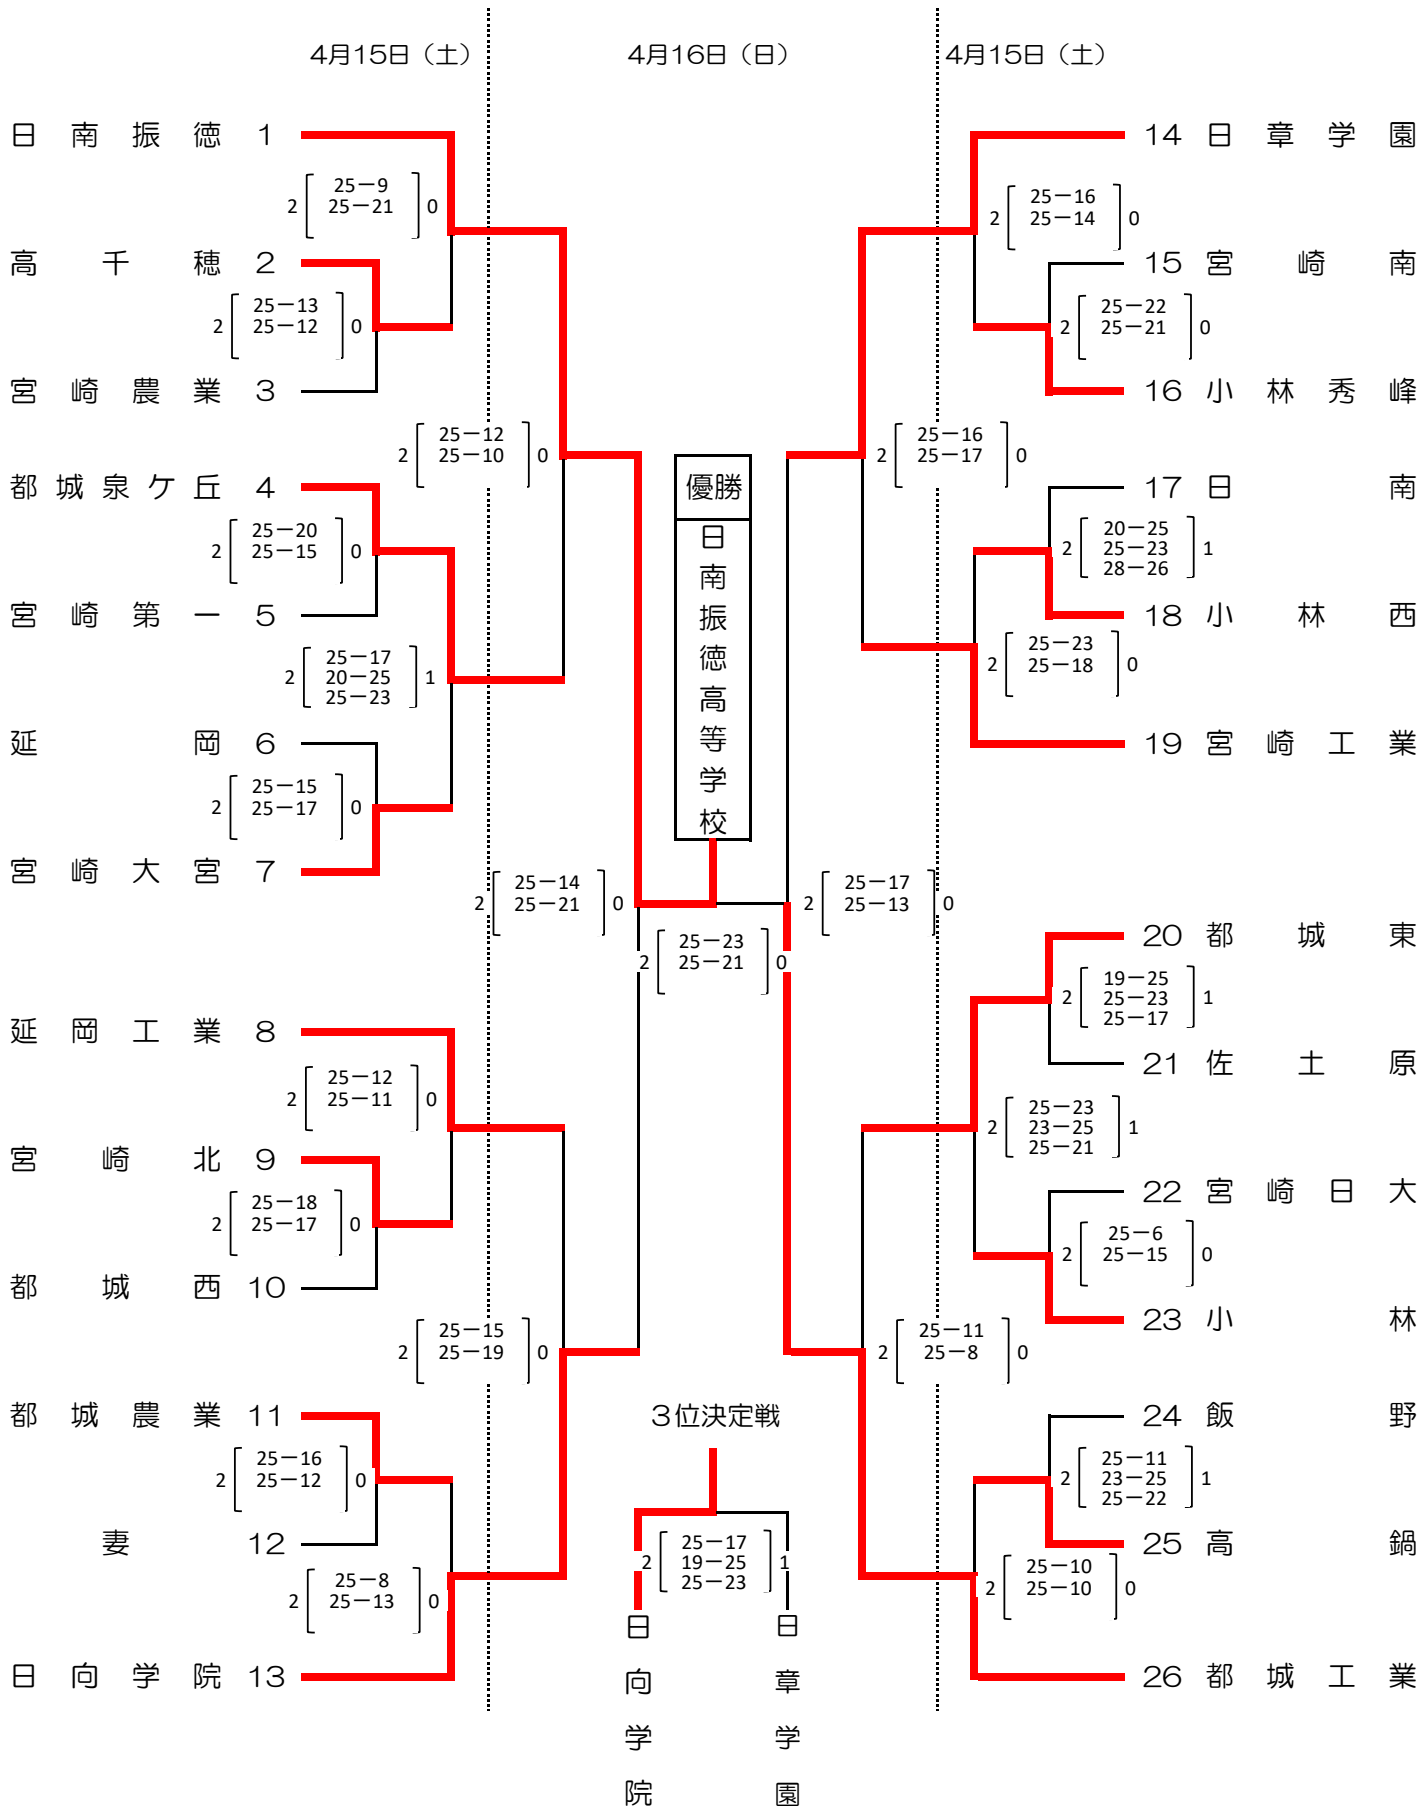 4月15日（土）
4月16日（日）
4月15日（土）
日南振徳 1
2 25－9 0
25－21
高千穂 2
2 25－13 0
25－12
宮崎農業 3
2 25－12 0
25－10
都城泉ケ丘 4
2 25－20 0
25－15
宮崎第一 5
2 25－17 1
20－25
25－23
延岡 6
2 25－15 0
25－17
宮崎大宮 7
2 25－14 0
25－21
延岡工業 8
2 25－12 0
25－11
宮崎北 9
2 25－18 0
25－17
都城西 10
2 25－15 0
25－19
都城農業 11
2 25－16 0
25－12
妻 12
2 25－8 0
25－13
日向学院 13
優勝
日南振徳高等学校
2 25－23 0
25－21
3位決定戦
2 25－17 1
19－25
25－23
日向学院
日章学園
14 日章学園
2 25－16 0
25－14
15 宮崎南
2 25－22 0
25－21
16 小林秀峰
2 25－16 0
25－17
17 日南
2 20－25 1
25－23
28－26
18 小林西
2 25－23 0
25－18
19 宮崎工業
2 25－17 0
25－13
20 都城東
2 19－25 1
25－23
25－17
21 佐土原
2 25－23 1
23－25
25－21
22 宮崎日大
2 25－6 0
25－15
23 小林
2 25－11 0
25－8
24 飯野
2 25－11 1
23－25
25－22
25 高鍋
2 25－10 0
25－10
26 都城工業